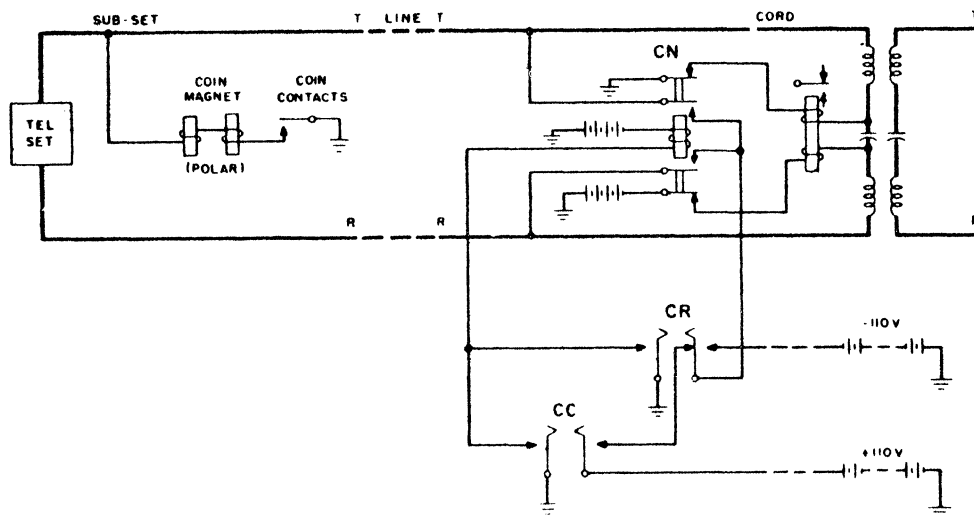 SUB-SET T LINE T CORD T
CN
COIN MAGNET
COIN CONTACTS
TEL SET
(POLAR)
R R R
CR
-110V
CC
+110V